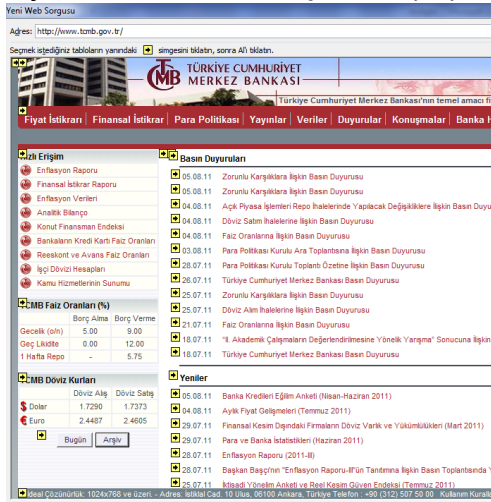 Yeni Web Sorgusu
Adres: http://www.tcmb.gov.tr/
Seçmek istediğiniz tabloların yanındaki simgesini tıklatın, sonra Al'ı tıklatın.
TÜRKİYE CUMHURİYET
MERKEZ BANKASI
Türkiye Cumhuriyet Merkez Bankası'nın temel amacı fi
Fiyat İstikrarı Finansal İstikrar Para Politikası Yayınlar Veriler Duyurular Konuşmalar Banka H
Hızlı Erişim
Enflasyon Raporu
Finansal İstikrar Raporu
Enflasyon Verileri
Analitik Bilanço
Konut Finansman Endeksi
Bankaların Kredi Kartı Faiz Oranları
Reeskont ve Avans Faiz Oranları
İşçi Dövizi Hesapları
Kamu Hizmetlerinin Sunumu
CMB Faiz Oranları (%)
Borç Alma Borç Verme
Gecelik (o/n) 5.00 9.00
Geç Likidite 0.00 12.00
1 Hafta Repo - 5.75
CMB Döviz Kurları
Döviz Alış Döviz Satış
$ Dolar 1.7290 1.7373
€ Euro 2.4487 2.4605
Bugün Arşiv
Basın Duyuruları
05.08.11 Zorunlu Karşılıklara İlişkin Basın Duyurusu
05.08.11 Zorunlu Karşılıklara İlişkin Basın Duyurusu
04.08.11 Açık Piyasa İşlemleri Repo İhalelerinde Yapılacak Değişikliklere İlişkin Basın Duyu
04.08.11 Döviz Satım İhalelerine İlişkin Basın Duyurusu
04.08.11 Faiz Oranlarına İlişkin Basın Duyurusu
03.08.11 Para Politikası Kurulu Ara Toplantısına İlişkin Basın Duyurusu
28.07.11 Para Politikası Kurulu Toplantı Özetine İlişkin Basın Duyurusu
26.07.11 Türkiye Cumhuriyet Merkez Bankası Basın Duyurusu
25.07.11 Zorunlu Karşılıklara İlişkin Basın Duyurusu
25.07.11 Döviz Alım İhalelerine İlişkin Basın Duyurusu
21.07.11 Faiz Oranlarına İlişkin Basın Duyurusu
18.07.11 "II. Akademik Çalışmaların Değerlendirilmesine Yönelik Yarışma" Sonucuna İlişkin
18.07.11 Türkiye Cumhuriyet Merkez Bankası Basın Duyurusu
Yeniler
05.08.11 Banka Kredileri Eğilim Anketi (Nisan-Haziran 2011)
04.08.11 Aylık Fiyat Gelişmeleri (Temmuz 2011)
29.07.11 Finansal Kesim Dışındaki Firmaların Döviz Varlık ve Yükümlülükleri (Mart 2011)
29.07.11 Para ve Banka İstatistikleri (Haziran 2011)
28.07.11 Enflasyon Raporu (2011-III)
28.07.11 Başkan Başçı'nın "Enflasyon Raporu-III"ün Tanıtımına İlişkin Basın Toplantısında Y
25.07.11 İktisadi Yönelim Anketi ve Reel Kesim Güven Endeksi (Temmuz 2011)
İdeal Çözünürlük: 1024x768 ve üzeri. - Adres: İstiklal Cad. 10 Ulus, 06100 Ankara, Türkiye Telefon : +90 (312) 507 50 00 Kullanım Kuralla